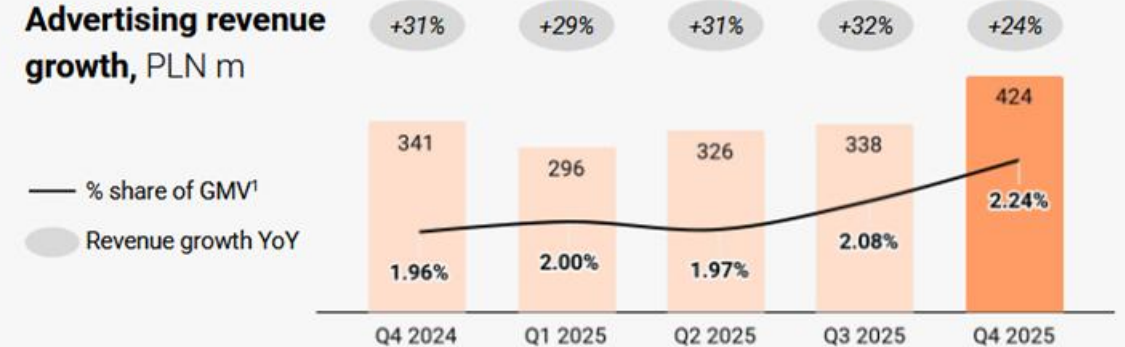 Advertising revenue
growth, PLN m
+31% +29% +31% +32% +24%
% share of GMV¹
Revenue growth YoY
341 296 326 338 424
1.96% 2.00% 1.97% 2.08% 2.24%
Q4 2024 Q1 2025 Q2 2025 Q3 2025 Q4 2025